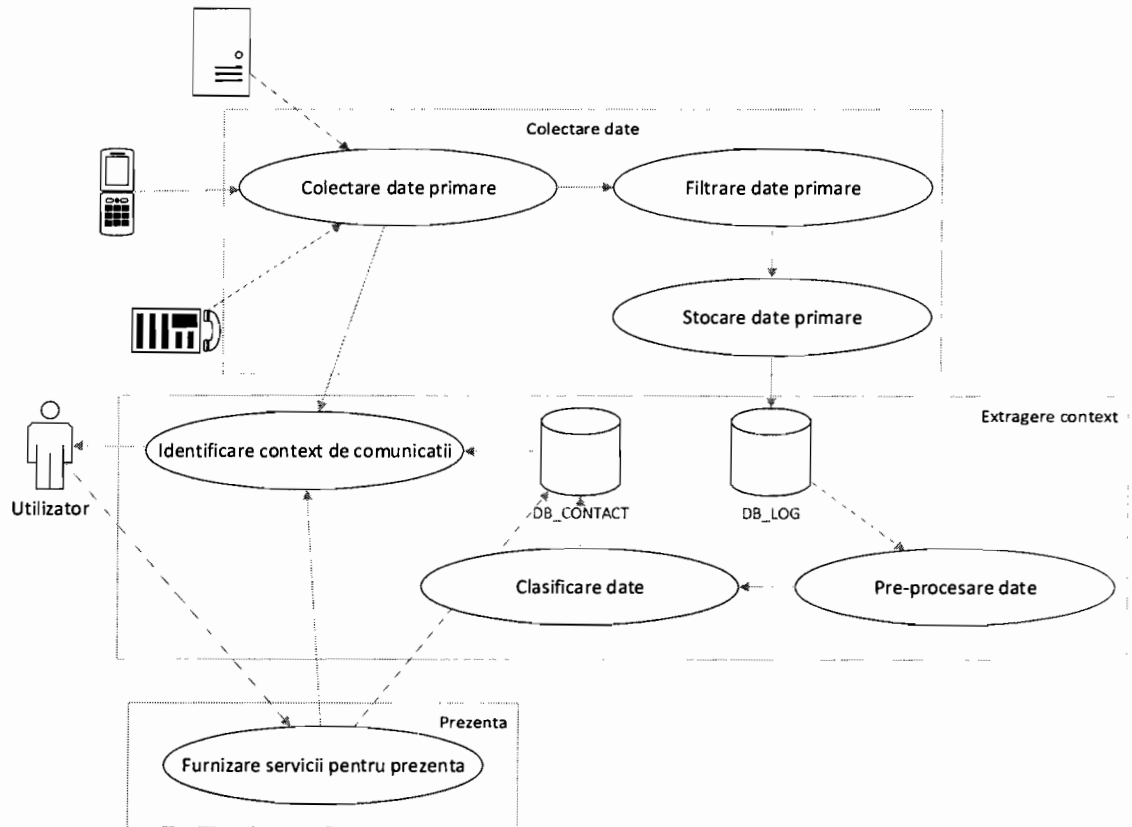 Colectare date
Colectare date primare
Filtrare date primare
Stocare date primare
Extragere context
Identificare context de comunicatii
Utilizator
DB_CONTACT
DB_LOG
Clasificare date
Pre-procesare date
Prezenta
Furnizare servicii pentru prezenta